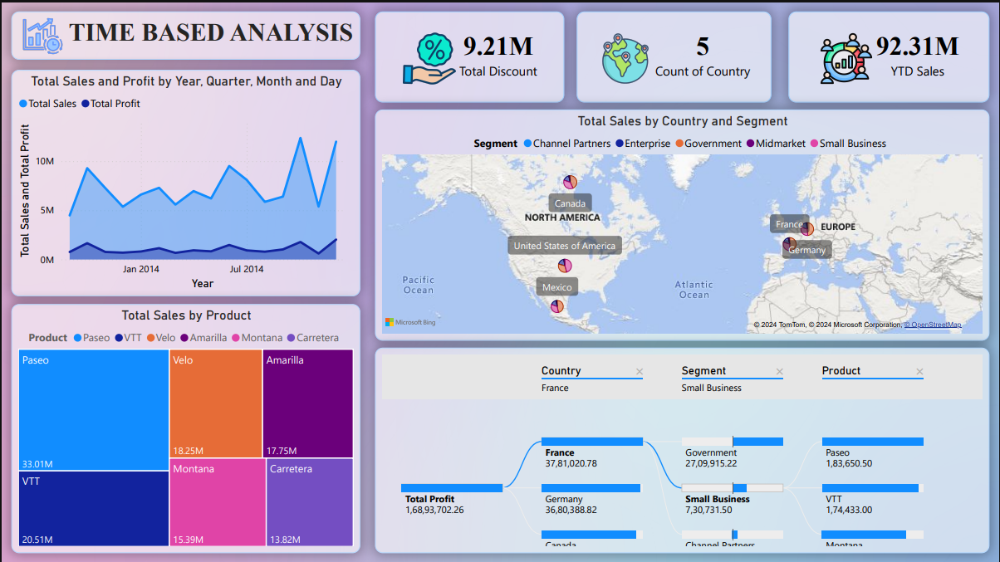 TIME BASED ANALYSIS
9.21M
Total Discount
5
Count of Country
92.31M
YTD Sales
Total Sales and Profit by Year, Quarter, Month and Day
Total Sales Total Profit
Total Sales and Total Profit
10M
5M
0M
Jan 2014 Jul 2014
Year
Total Sales by Country and Segment
Segment Channel Partners Enterprise Government Midmarket Small Business
Canada
NORTH AMERICA
United States of America
Mexico
Pacific
Ocean
Atlantic
Ocean
France
EUROPE
Germany
Microsoft Bing
© 2024 TomTom, © 2024 Microsoft Corporation, © OpenStreetMap
Total Sales by Product
Product Paseo VTT Velo Amarilla Montana Carretera
Paseo
33.01M
VTT
20.51M
Velo
18.25M
Amarilla
17.75M
Montana
15.39M
Carretera
13.82M
Country
France
Segment
Small Business
Product
Total Profit
1,68,93,702.26
France
37,81,020.78
Germany
36,80,388.82
Canada
Government
27,09,915.22
Small Business
7,30,731.50
Channel Partners
Paseo
1,83,650.50
VTT
1,74,433.00
Montana